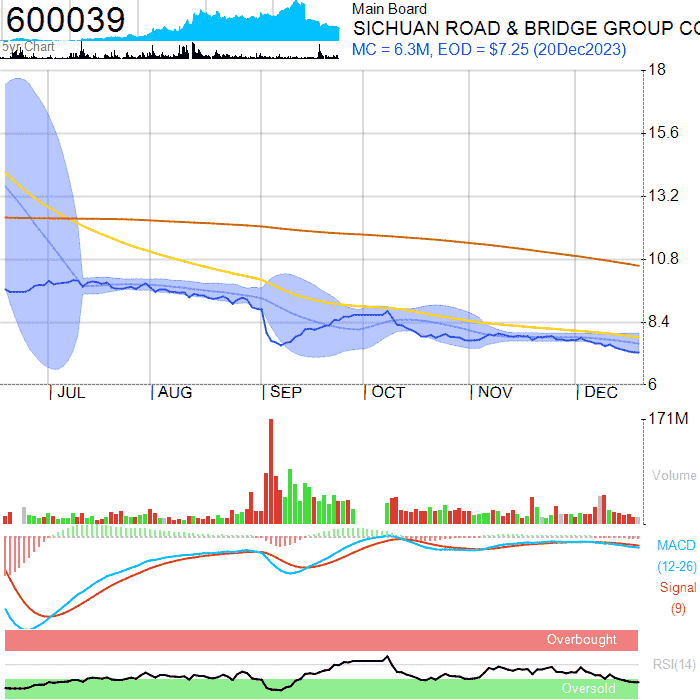 600039
5yr Chart
Main Board
SICHUAN ROAD & BRIDGE GROUP CO
MC = 6.3M, EOD = $7.25 (20Dec2023)
18
15.6
13.2
10.8
8.4
6
JUL
AUG
SEP
OCT
NOV
DEC
171M
Volume
MACD
(12-26)
Signal
(9)
Overbought
RSI(14)
Oversold